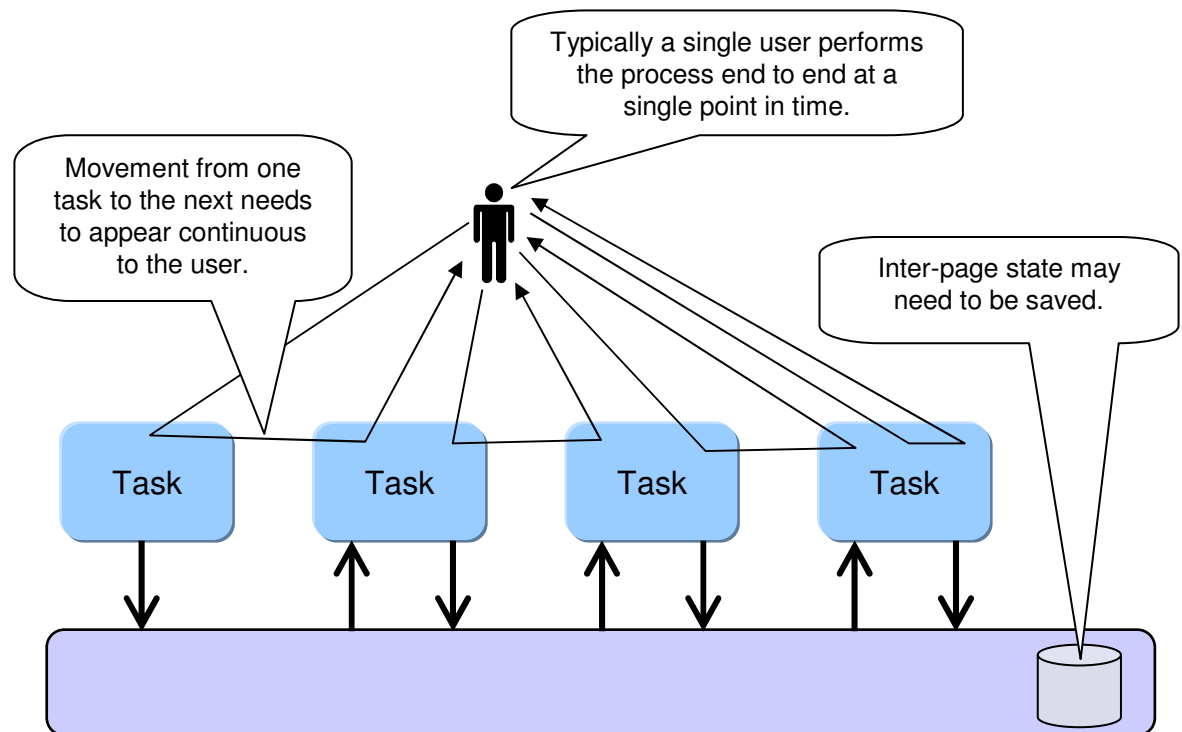 Typically a single user performs
the process end to end at a
single point in time.
Movement from one
task to the next needs
to appear continuous
to the user.
Inter-page state may
need to be saved.
Task
Task
Task
Task